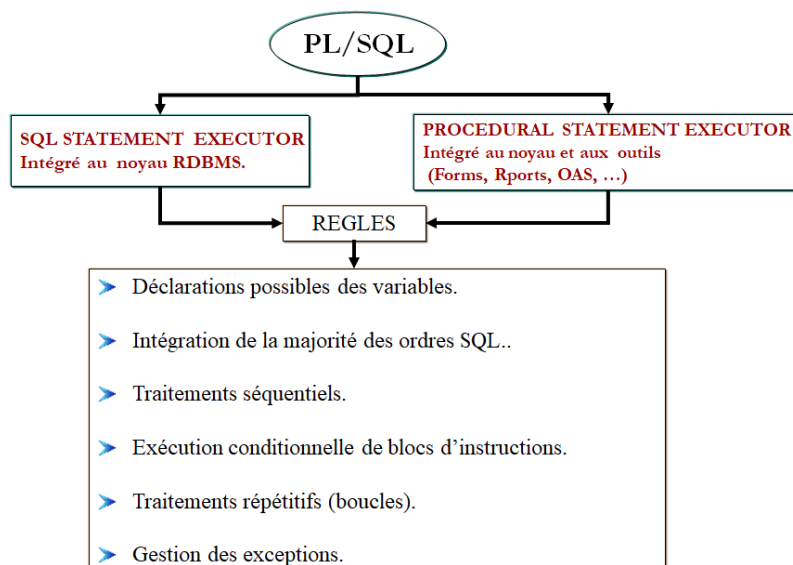 PL/SQL
SQL STATEMENT EXECUTOR
Intégré au noyau RDBMS.
PROCEDURAL STATEMENT EXECUTOR
Intégré au noyau et aux outils
(Forms, Rports, OAS, ...)
REGLES
Déclarations possibles des variables.
Intégration de la majorité des ordres SQL..
Traitements séquentiels.
Exécution conditionnelle de blocs d’instructions.
Traitements répétitifs (boucles).
Gestion des exceptions.